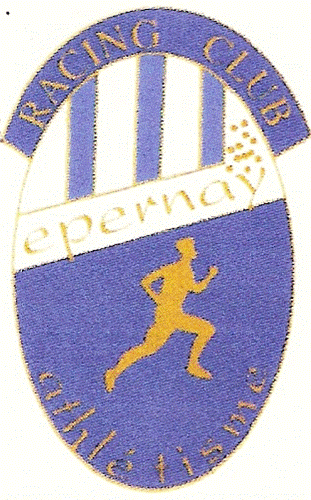 RACING CLUB
epernay
athlétisme